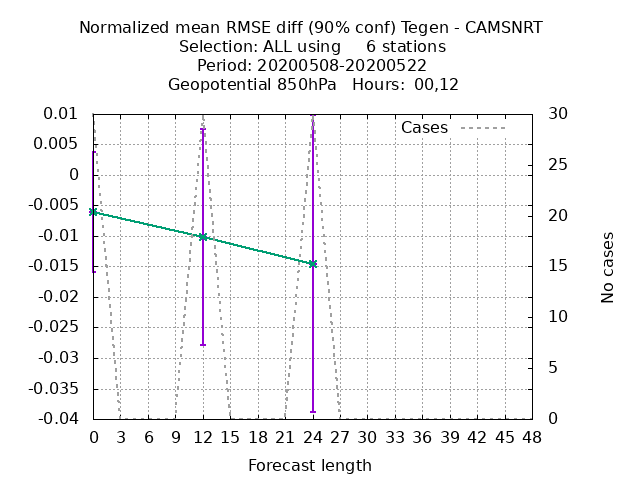 Normalized mean RMSE diff (90% conf) Tegen - CAMSNRT
Selection: ALL using     6 stations
Period: 20200508-20200522
Geopotential 850hPa   Hours:  00,12
Cases
0.01
0.005
0
-0.005
-0.01
-0.015
-0.02
-0.025
-0.03
-0.035
-0.04
30
25
20
15
10
5
0
No cases
0 3 6 9 12 15 18 21 24 27 30 33 36 39 42 45 48
Forecast length